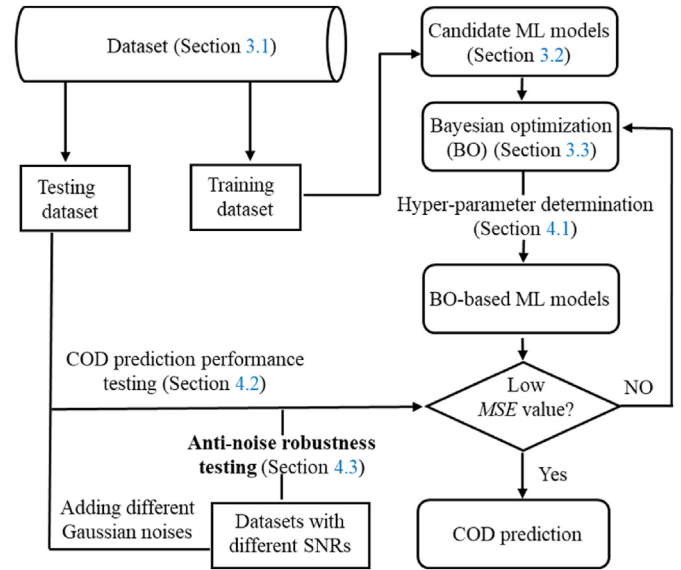 Dataset (Section 3.1)
Candidate ML models
(Section 3.2)
Bayesian optimization
(BO) (Section 3.3)
Testing
dataset
Training
dataset
Hyper-parameter determination
(Section 4.1)
BO-based ML models
COD prediction performance
testing (Section 4.2)
Low
MSE value?
NO
Anti-noise robustness
testing (Section 4.3)
Yes
Adding different
Gaussian noises
Datasets with
different SNRs
COD prediction